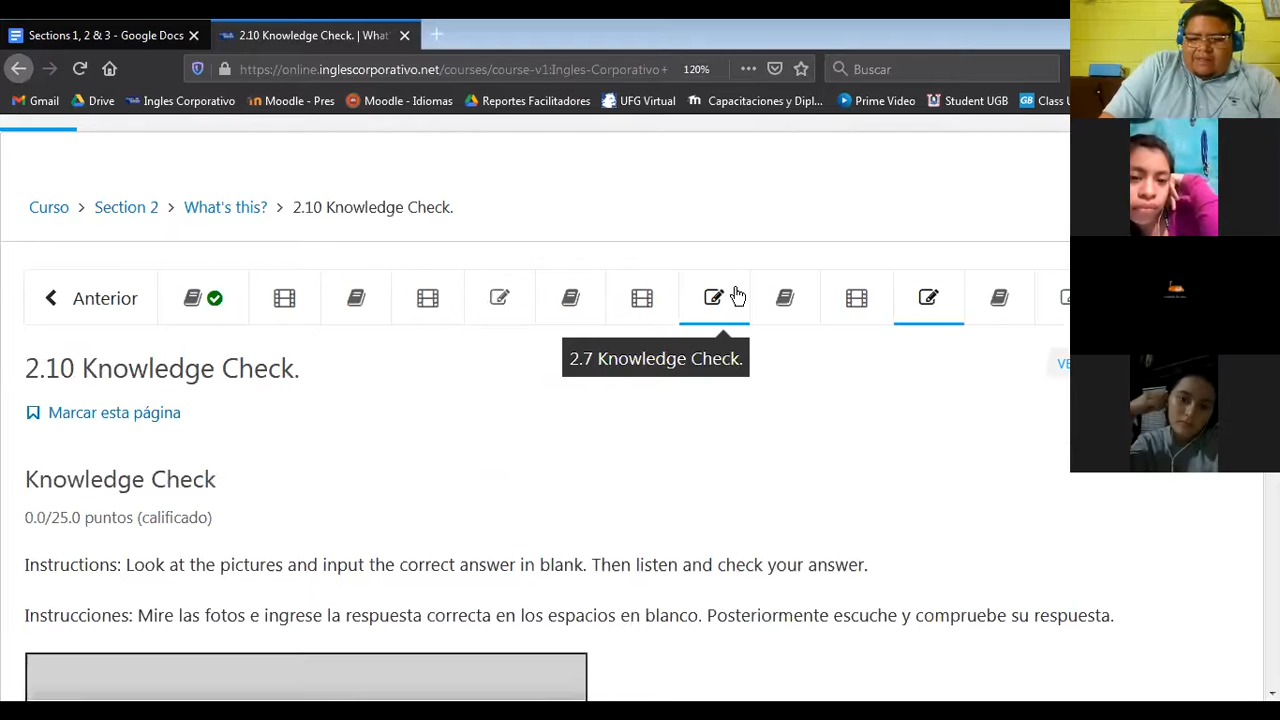 Sections 1, 2 & 3 - Google Docs
2.10 Knowledge Check. | What'
https://online.inglescorporativo.net/courses/course-v1:Ingles-Corporativo+
120%
Buscar
Gmail
Drive
Ingles Corporativo
Moodle - Pres
Moodle - Idiomas
Reportes Facilitadores
UFG Virtual
Capacitaciones y Dipl...
Prime Video
Student UGB
GB Class U
Curso > Section 2 > What's this? > 2.10 Knowledge Check.
Anterior
2.7 Knowledge Check.
2.10 Knowledge Check.
VE
Marcar esta página
Knowledge Check
0.0/25.0 puntos (calificado)
Instructions: Look at the pictures and input the correct answer in blank. Then listen and check your answer.
Instrucciones: Mire las fotos e ingrese la respuesta correcta en los espacios en blanco. Posteriormente escuche y compruebe su respuesta.